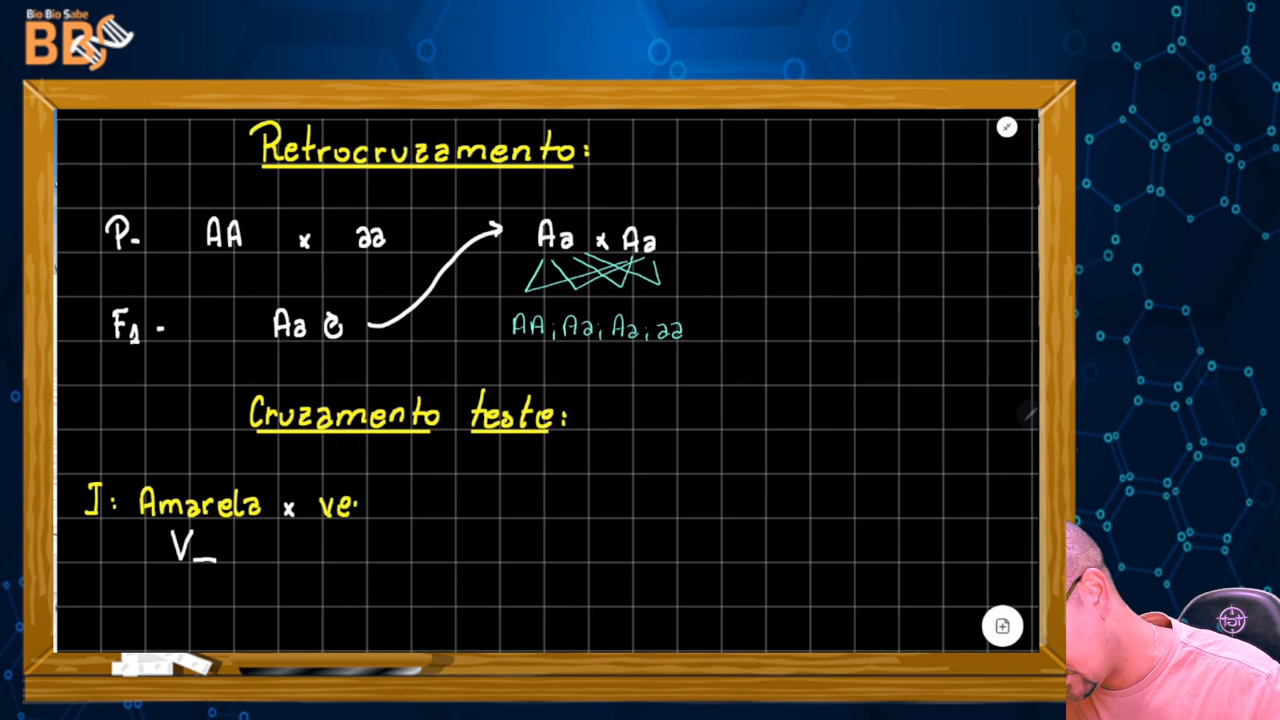 Bio Bio Sabe
BBS
Retrocruzamento:
P- AA x aa
Aa x Aa
F1 - Aa
AA; Aa; Aa; aa
Cruzamento teste:
I: Amarela x ve
V_